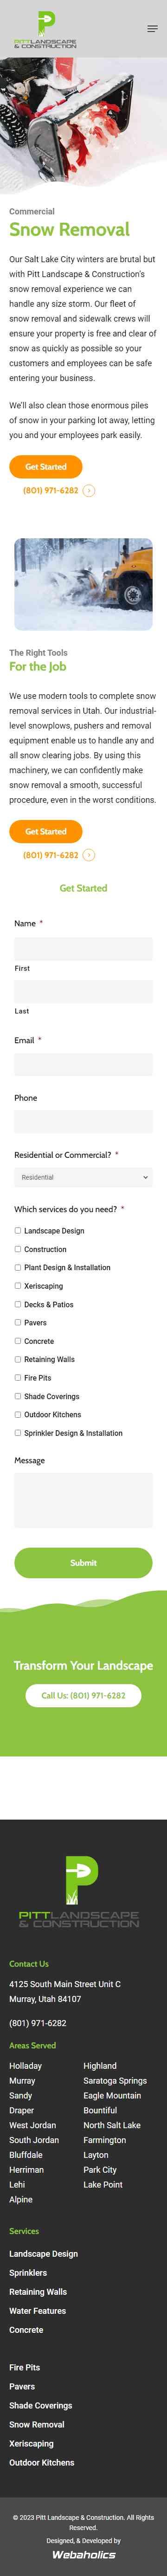 PITTLANDSCAPE
& CONSTRUCTION
Commercial
Snow Removal
Our Salt Lake City winters are brutal but
with Pitt Landscape & Construction's
snow removal experience we can
handle any size storm. Our fleet of
snow removal and sidewalk crews will
ensure your property is free and clear of
snow as quickly as possible so your
customers and employees can be safe
entering your business.
We'll also clean those enormous piles
of snow in your parking lot away, letting
you and your employees park easily.
Get Started
(801) 971-6282
The Right Tools
For the Job
We use modern tools to complete snow
removal services in Utah. Our industrial-
level snowplows, pushers and removal
equipment enable us to handle any and
all snow clearing jobs. By using this
machinery, we can confidently make
snow removal a smooth, successful
procedure, even in the worst conditions.
Get Started
(801) 971-6282
Get Started
Name *
First
Last
Email *
Phone
Residential or Commercial? *
Residential
Which services do you need? *
Landscape Design
Construction
Plant Design & Installation
Xeriscaping
Decks & Patios
Pavers
Concrete
Retaining Walls
Fire Pits
Shade Coverings
Outdoor Kitchens
Sprinkler Design & Installation
Message
Submit
Transform Your Landscape
Call Us: (801) 971-6282
PITTLANDSCAPE
& CONSTRUCTION
Contact Us
4125 South Main Street Unit C
Murray, Utah 84107
(801) 971-6282
Areas Served
Holladay
Murray
Sandy
Draper
West Jordan
South Jordan
Bluffdale
Herriman
Lehi
Alpine
Highland
Saratoga Springs
Eagle Mountain
Bountiful
North Salt Lake
Farmington
Layton
Park City
Lake Point
Services
Landscape Design
Sprinklers
Retaining Walls
Water Features
Concrete
Fire Pits
Pavers
Shade Coverings
Snow Removal
Xeriscaping
Outdoor Kitchens
© 2023 Pitt Landscape & Construction. All Rights
Reserved.
Designed, & Developed by
Webaholics